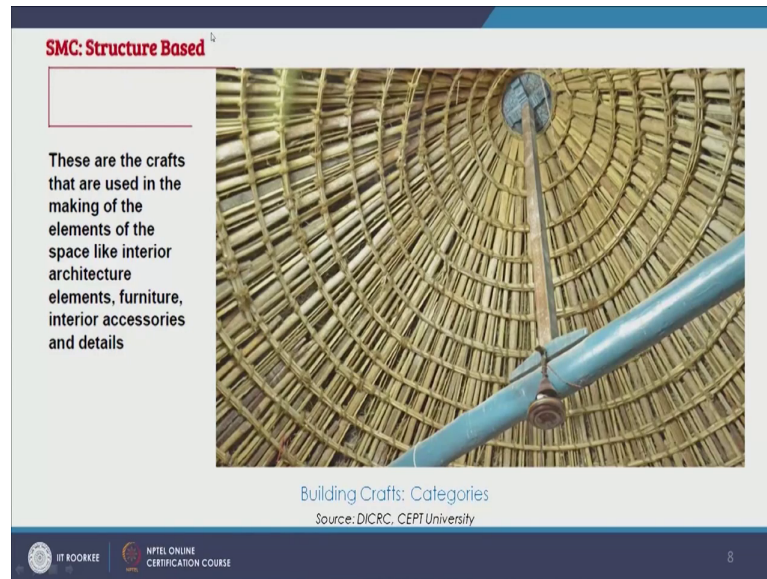 SMC: Structure Based
These are the crafts
that are used in the
making of the
elements of the
space like interior
architecture
elements, furniture,
interior accessories
and details
Building Crafts: Categories
Source: DICRC, CEPT University
IIT ROORKEE
NPTEL ONLINE
CERTIFICATION COURSE
8